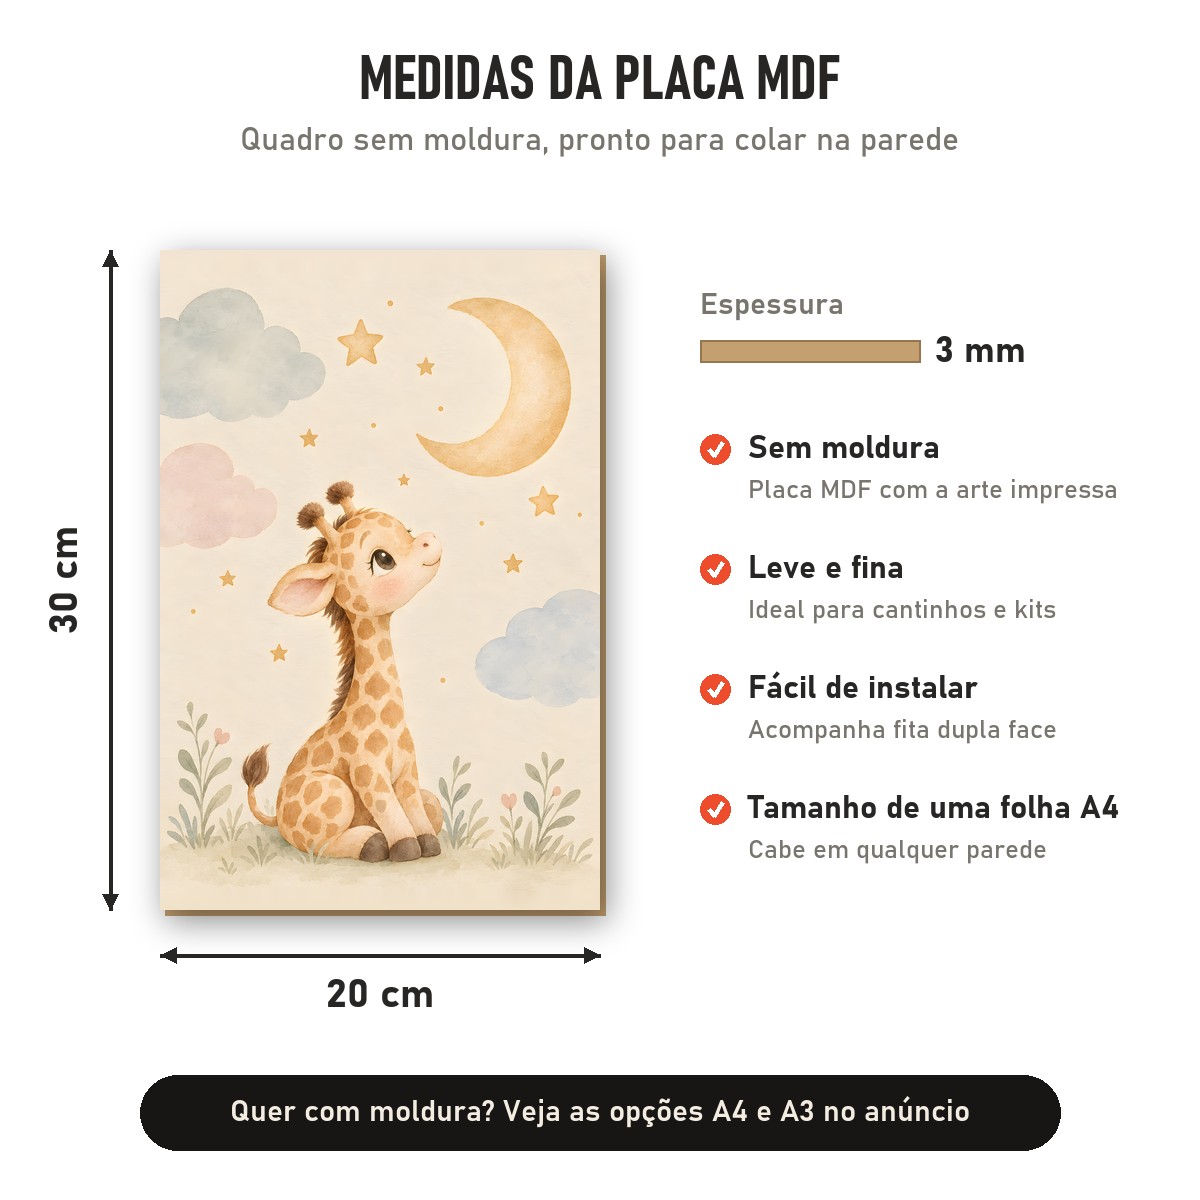 MEDIDAS DA PLACA MDF
Quadro sem moldura, pronto para colar na parede
30 cm
20 cm
Espessura
3 mm
Sem moldura
Placa MDF com a arte impressa
Leve e fina
Ideal para cantinhos e kits
Fácil de instalar
Acompanha fita dupla face
Tamanho de uma folha A4
Cabe em qualquer parede
Quer com moldura? Veja as opções A4 e A3 no anúncio